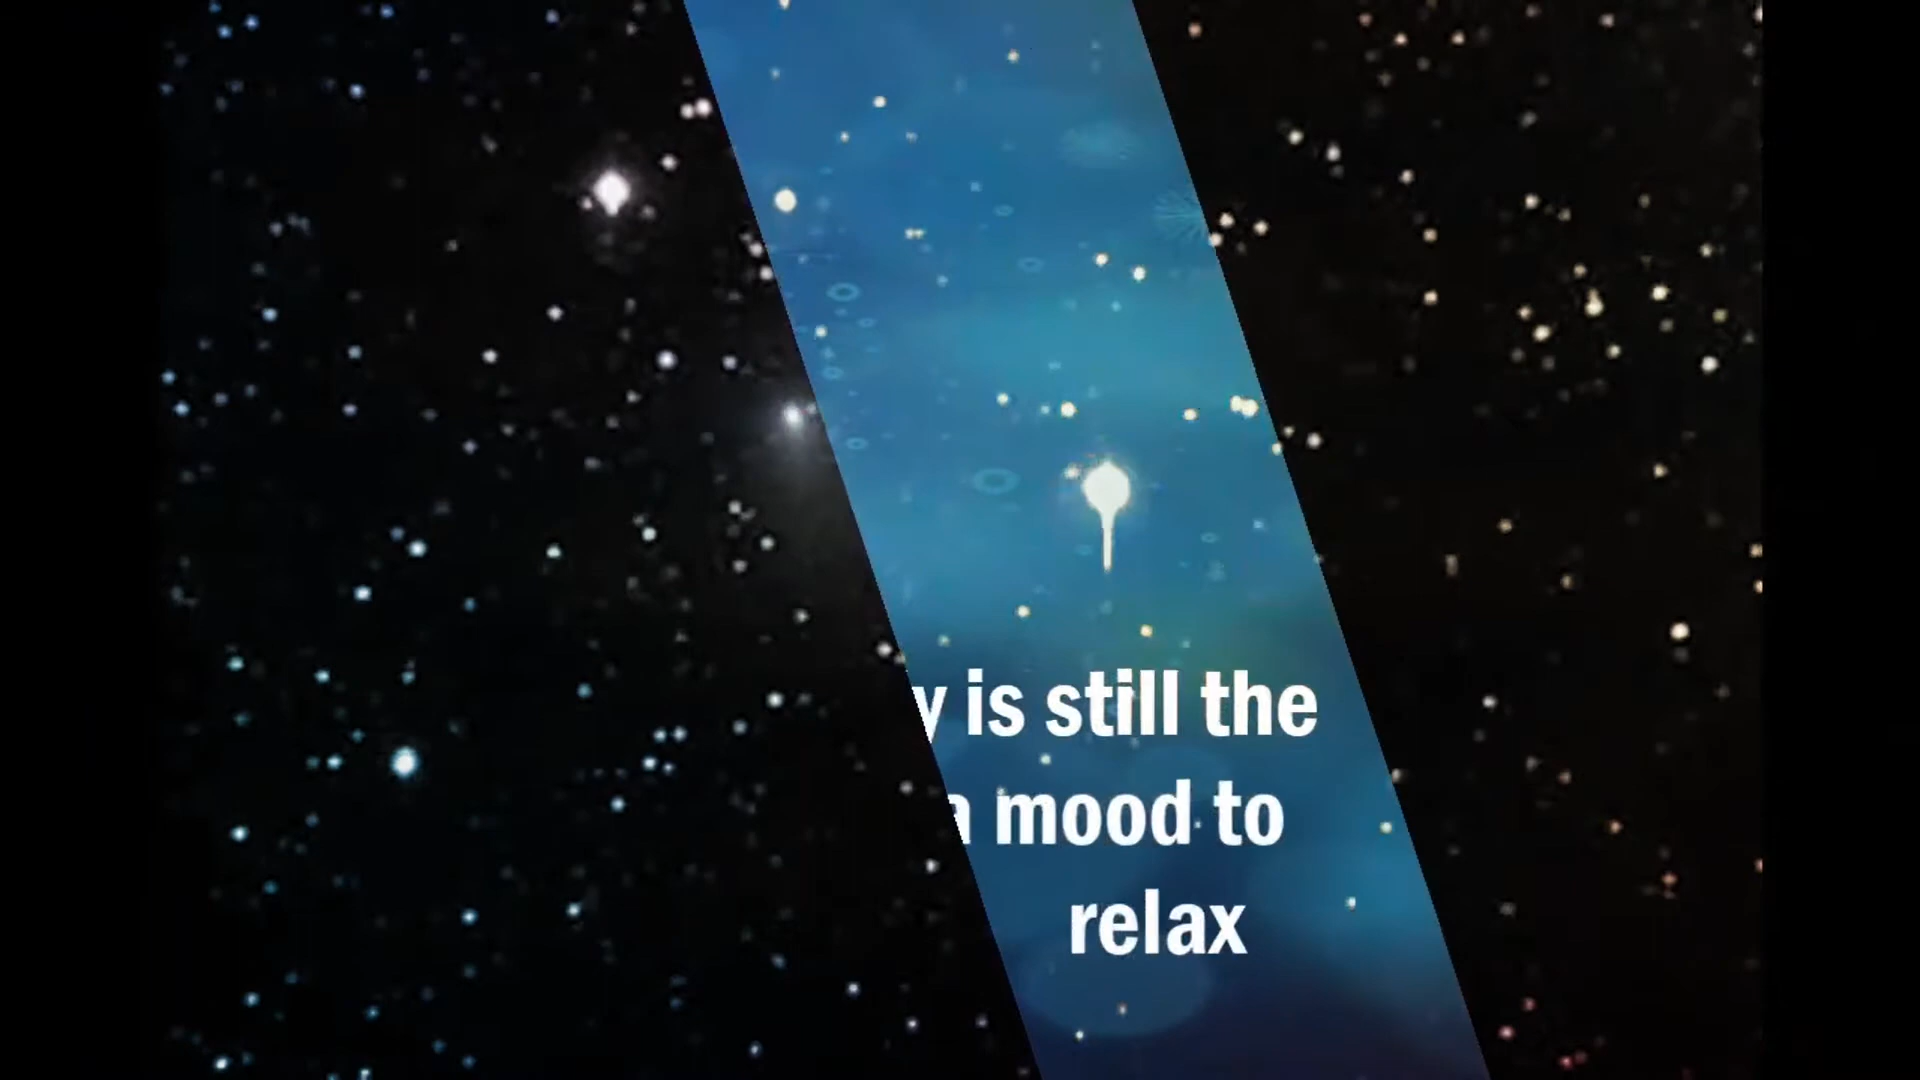 y is still the
mood to
relax